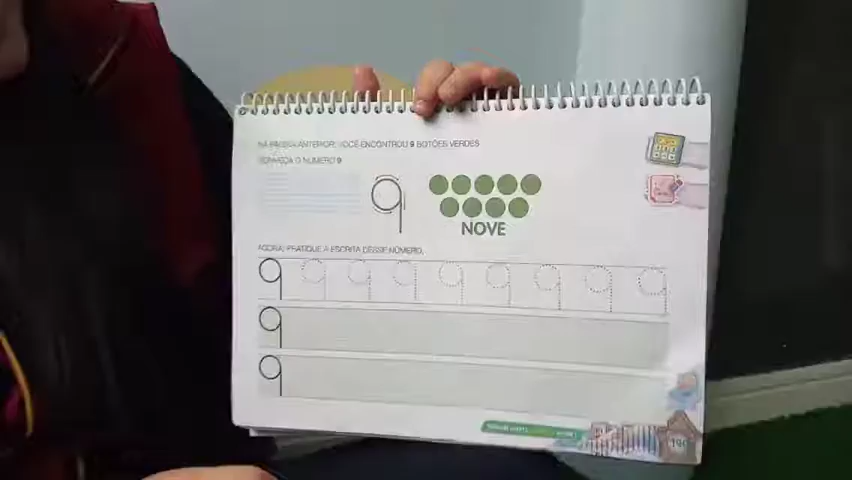 NA PÁGINA ANTERIOR, VOCÊ ENCONTROU 9 BOTÕES VERDES
CONHEÇA O NÚMERO 9
9
NOVE
AGORA, PRATIQUE A ESCRITA DESSE NÚMERO.
9 9 9 9 9 9 9 9 9
9
9
190